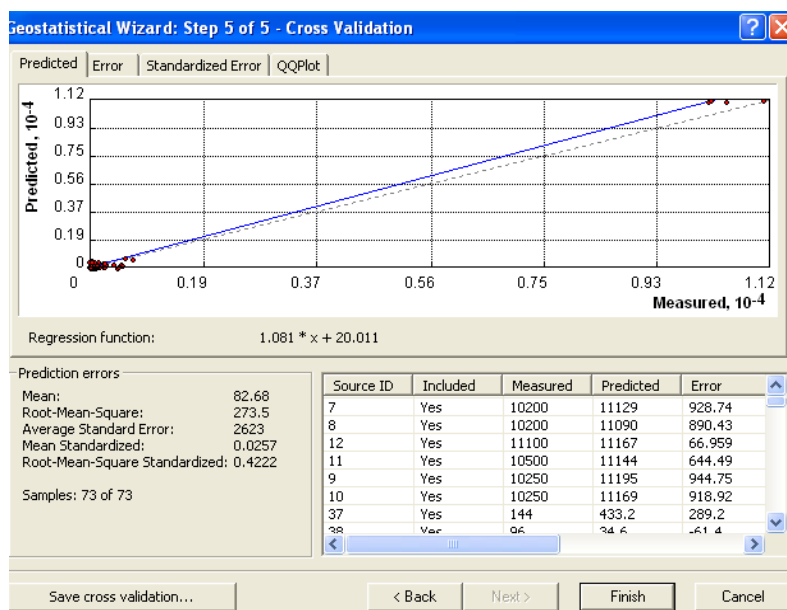 Geostatistical Wizard: Step 5 of 5 - Cross Validation
Predicted Error Standardized Error QQPlot
Predicted, 10-4
1.12
0.93
0.75
0.56
0.37
0.19
0
0 0.19 0.37 0.56 0.75 0.93 1.12
Measured, 10-4
Regression function: 1.081 * x + 20.011
Prediction errors
Mean: 82.68
Root-Mean-Square: 273.5
Average Standard Error: 2623
Mean Standardized: 0.0257
Root-Mean-Square Standardized: 0.4222
Samples: 73 of 73
Source ID Included Measured Predicted Error
7 Yes 10200 11129 928.74
8 Yes 10200 11090 890.43
12 Yes 11100 11167 66.959
11 Yes 10500 11144 644.49
9 Yes 10250 11195 944.75
10 Yes 10250 11169 918.92
37 Yes 144 433.2 289.2
38 Yes 96 34.6 -61.4
Save cross validation... < Back Next > Finish Cancel